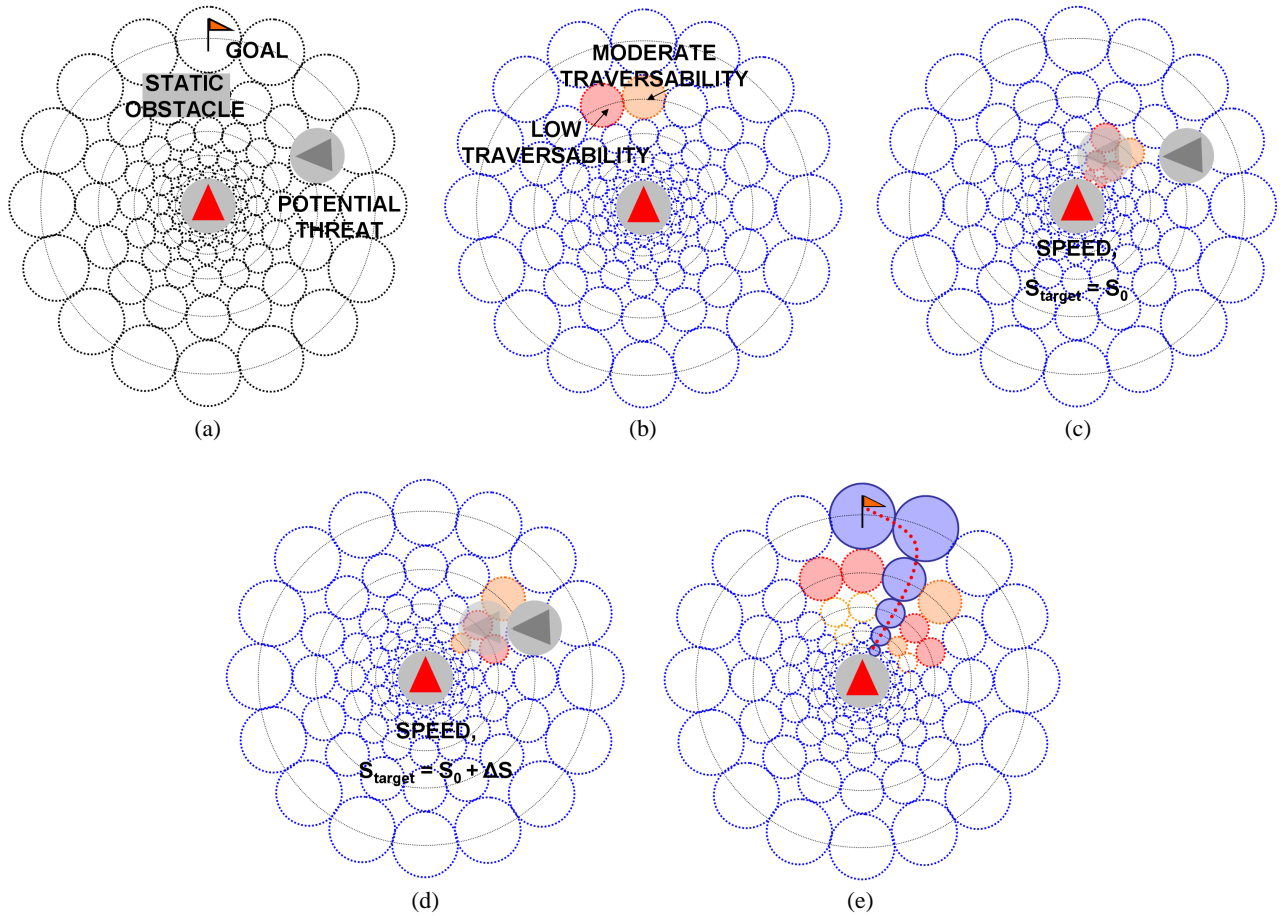 GOAL
STATIC
OBSTACLE
POTENTIAL
THREAT
(a)
MODERATE
TRAVERSABILITY
LOW
TRAVERSABILITY
(b)
SPEED,
S_target = S_0
(c)
SPEED,
S_target = S_0 + ΔS
(d)
(e)